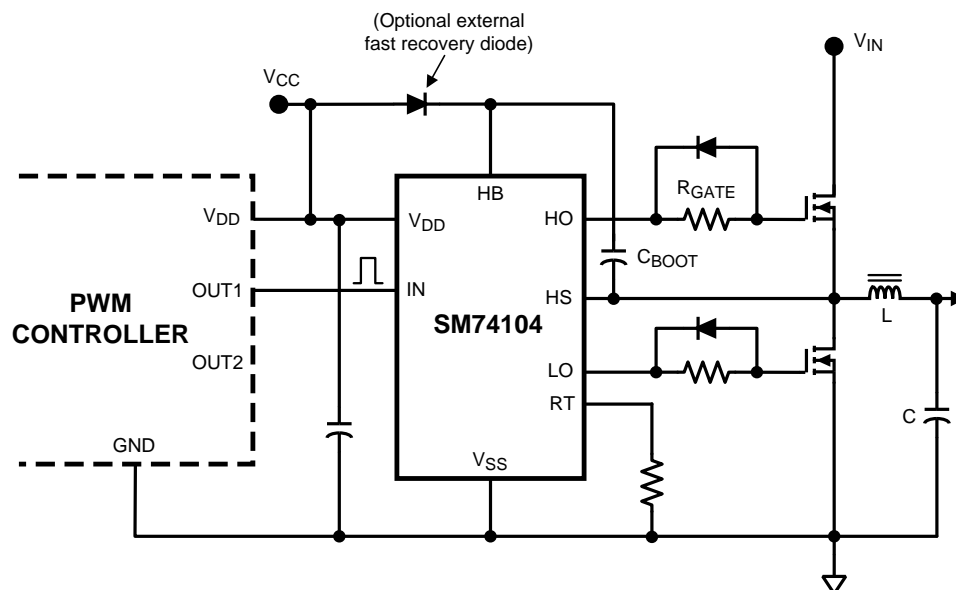 (Optional external
fast recovery diode)
VCC
VIN
RGATE
HB
VDD
VDD
HO
CBOOT
OUT1
IN
HS
PWM
CONTROLLER
SM74104
L
OUT2
LO
RT
C
GND
VSS